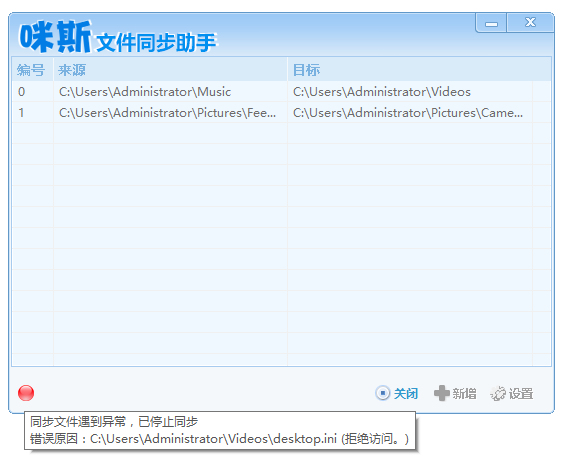 咪斯 文件同步助手
编号 来源 目标
0 C:\Users\Administrator\Music C:\Users\Administrator\Videos
1 C:\Users\Administrator\Pictures\Fee... C:\Users\Administrator\Pictures\Came...
关闭 新增 设置
同步文件遇到异常，已停止同步
错误原因：C:\Users\Administrator\Videos\desktop.ini (拒绝访问。)